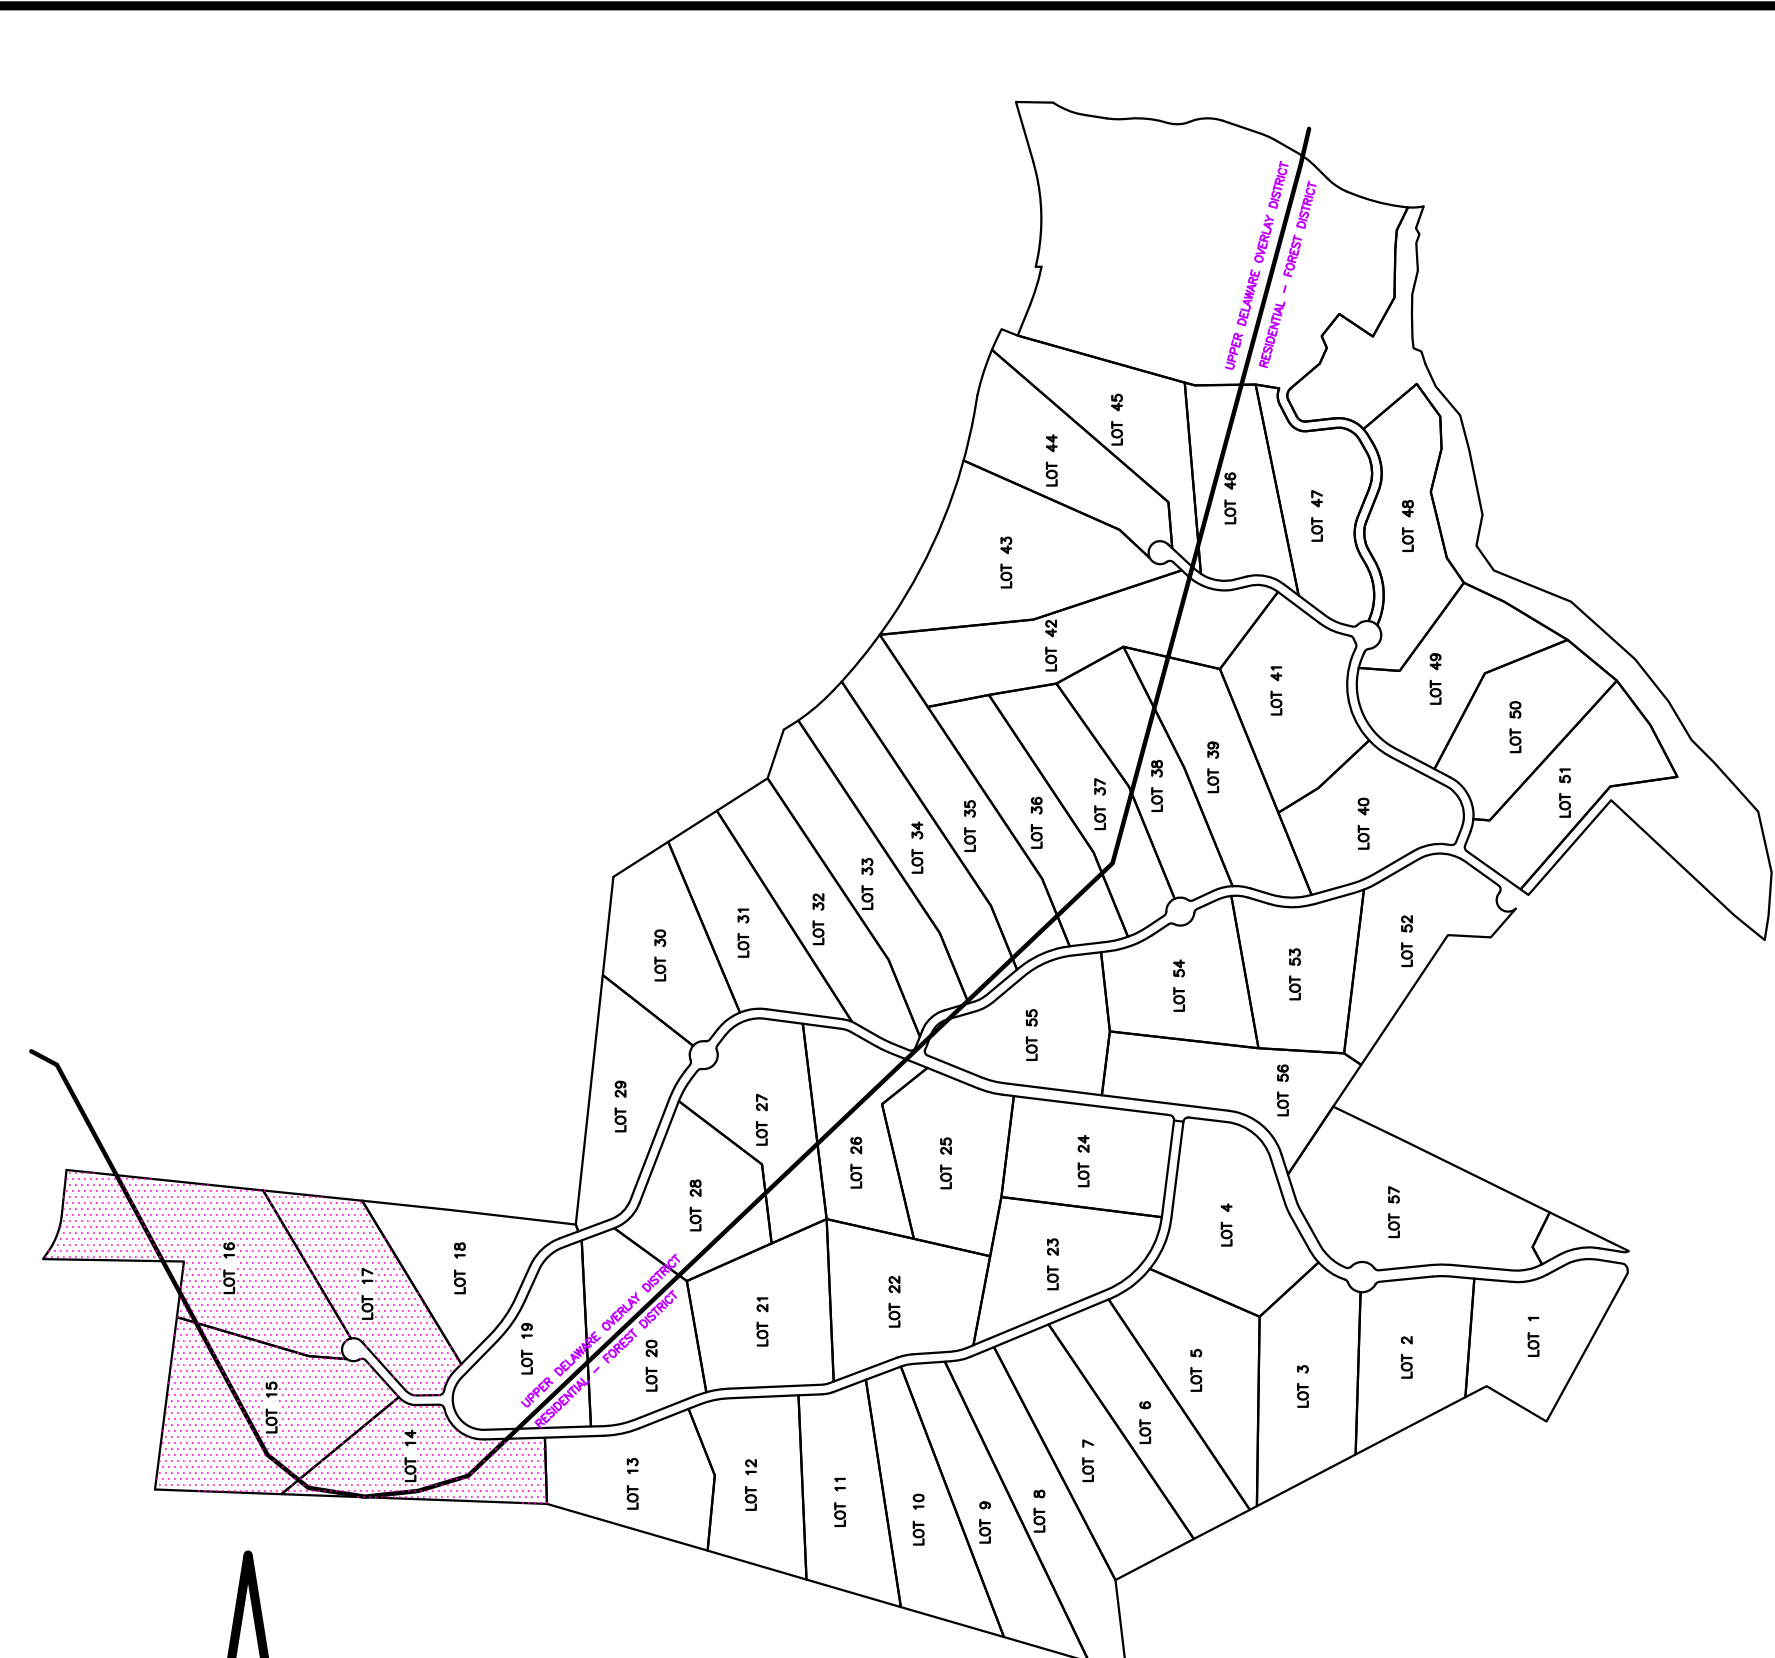 UPPER DELAWARE OVERLAY DISTRICT
RESIDENTIAL - FOREST DISTRICT
LOT 45
LOT 44
LOT 46
LOT 47
LOT 48
LOT 43
LOT 42
LOT 41
LOT 49
LOT 50
LOT 51
LOT 39
LOT 38
LOT 37
LOT 36
LOT 35
LOT 34
LOT 40
LOT 33
LOT 32
LOT 31
LOT 30
LOT 52
LOT 53
LOT 54
LOT 55
LOT 56
LOT 29
LOT 27
LOT 26
LOT 25
LOT 24
LOT 28
LOT 4
LOT 57
LOT 23
LOT 16
LOT 17
LOT 18
LOT 22
LOT 21
LOT 19
LOT 20
UPPER DELAWARE OVERLAY DISTRICT
RESIDENTIAL - FOREST DISTRICT
LOT 1
LOT 2
LOT 3
LOT 5
LOT 6
LOT 15
LOT 14
LOT 13
LOT 12
LOT 11
LOT 10
LOT 9
LOT 8
LOT 7